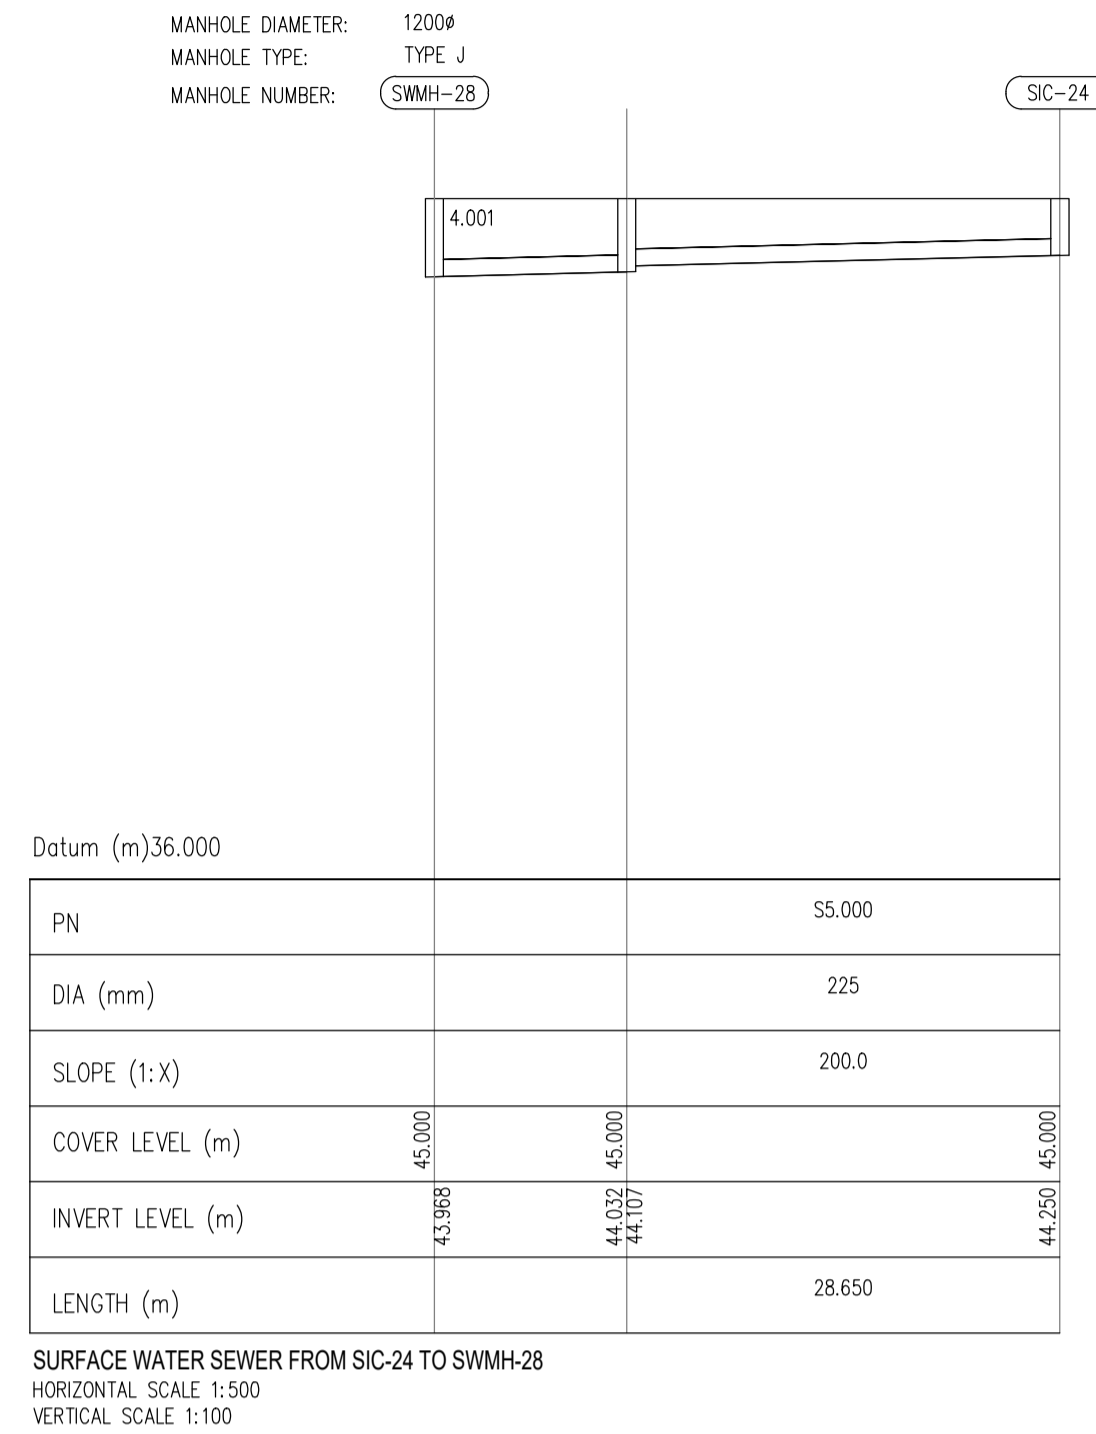 MANHOLE DIAMETER: 1200ø
MANHOLE TYPE: TYPE J
MANHOLE NUMBER: SWMH-28 SIC-24
4.001
Datum (m)36.000
PN S5.000
DIA (mm) 225
SLOPE (1:X) 200.0
COVER LEVEL (m) 45.000 45.000 45.000
INVERT LEVEL (m) 43.968 44.032 44.107 44.250
LENGTH (m) 28.650
SURFACE WATER SEWER FROM SIC-24 TO SWMH-28
HORIZONTAL SCALE 1:500
VERTICAL SCALE 1:100